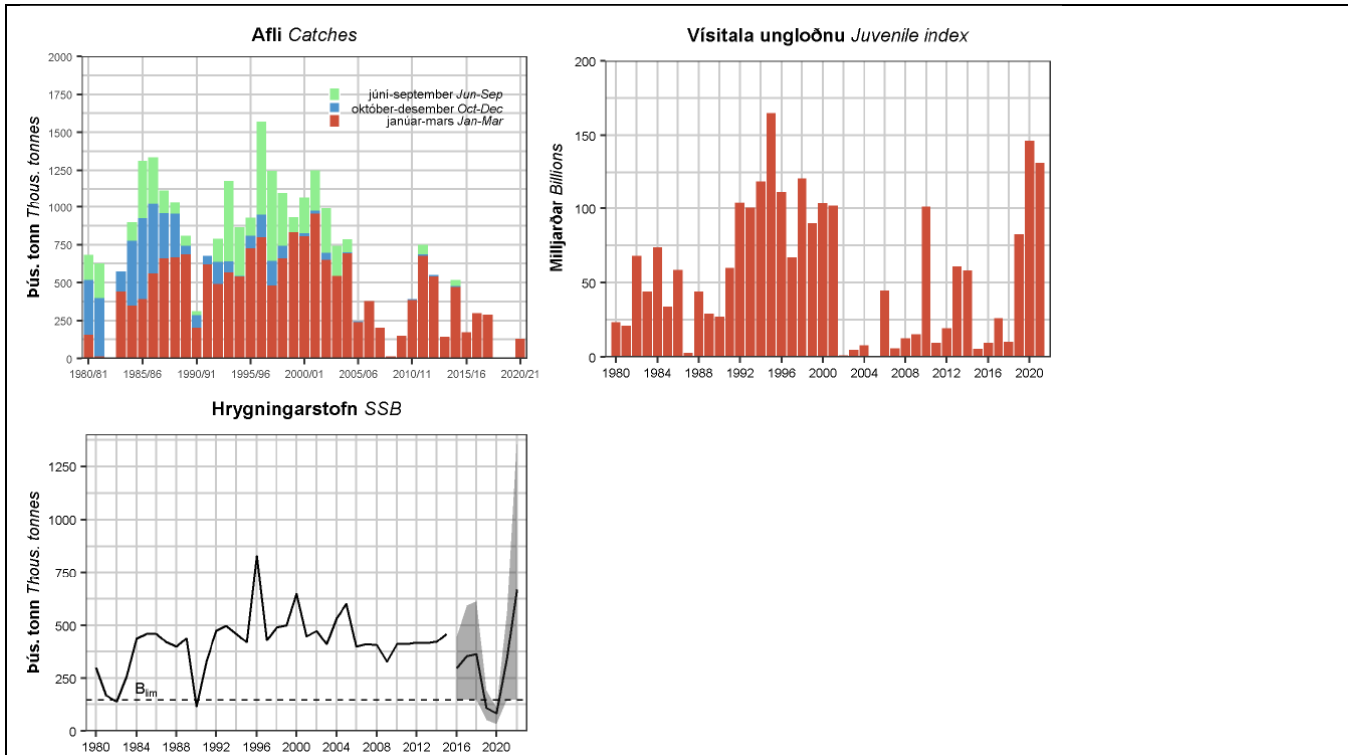 Afli Catches
Þús. tonn Thous. tonnes
2000
1750
1500
1250
1000
750
500
250
0
júní-september Jun-Sep
október-desember Oct-Dec
janúar-mars Jan-Mar
1980/81 1985/86 1990/91 1995/96 2000/01 2005/06 2010/11 2015/16 2020/21
Vísitala ungloðnu Juvenile index
Milljarðar Billions
200
150
100
50
0
1980 1984 1988 1992 1996 2000 2004 2008 2012 2016 2020
Hrygningarstofn SSB
Þús. tonn Thous. tonnes
1250
1000
750
500
250
0
Blim
1980 1984 1988 1992 1996 2000 2004 2008 2012 2016 2020